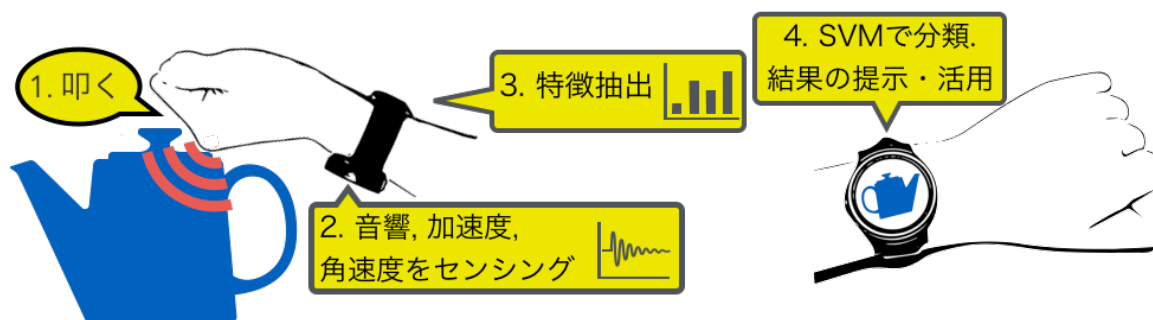 1. 叩く
2. 音響, 加速度,
角速度をセンシング
3. 特徴抽出
4. SVMで分類.
結果の提示・活用